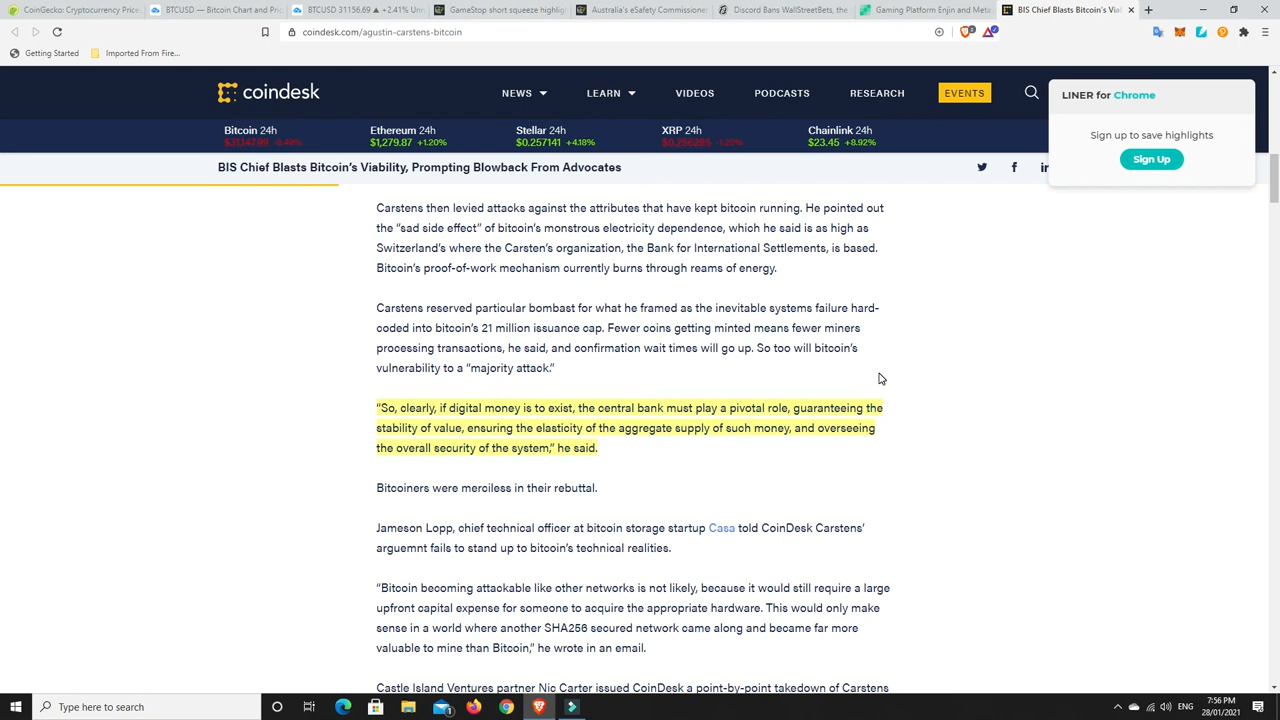 CoinGecko: Cryptocurrency Price
BTCUSD — Bitcoin Chart and Pri
BTCUSD 31156.69 ▲ +2.41% Unn
GameStop short squeeze highlig
Australia's eSafety Commissione
Discord Bans WallStreetBets, the
Gaming Platform Enjin and Meta
BIS Chief Blasts Bitcoin's Viab
coindesk.com/agustin-carstens-bitcoin
Getting Started
Imported From Fire...
coindesk
NEWS
LEARN
VIDEOS
PODCASTS
RESEARCH
EVENTS
LINER for Chrome
Sign up to save highlights
Sign Up
Bitcoin 24h
Ethereum 24h
Stellar 24h
XRP 24h
Chainlink 24h
$1,279.87 +1.20%
$0.257141 +4.18%
$23.45 +8.92%
BIS Chief Blasts Bitcoin's Viability, Prompting Blowback From Advocates
Carstens then levied attacks against the attributes that have kept bitcoin running. He pointed out
the “sad side effect” of bitcoin’s monstrous electricity dependence, which he said is as high as
Switzerland’s where the Carsten’s organization, the Bank for International Settlements, is based.
Bitcoin’s proof-of-work mechanism currently burns through reams of energy.
Carstens reserved particular bombast for what he framed as the inevitable systems failure hard-
coded into bitcoin’s 21 million issuance cap. Fewer coins getting minted means fewer miners
processing transactions, he said, and confirmation wait times will go up. So too will bitcoin’s
vulnerability to a “majority attack.”
“So, clearly, if digital money is to exist, the central bank must play a pivotal role, guaranteeing the
stability of value, ensuring the elasticity of the aggregate supply of such money, and overseeing
the overall security of the system,” he said.
Bitcoiners were merciless in their rebuttal.
Jameson Lopp, chief technical officer at bitcoin storage startup Casa told CoinDesk Carstens’
arguemnt fails to stand up to bitcoin’s technical realities.
“Bitcoin becoming attackable like other networks is not likely, because it would still require a large
upfront capital expense for someone to acquire the appropriate hardware. This would only make
sense in a world where another SHA256 secured network came along and became far more
valuable to mine than Bitcoin,” he wrote in an email.
Castle Island Ventures partner Nic Carter issued CoinDesk a point-by-point takedown of Carstens
Type here to search
ENG
7:56 PM
28/01/2021